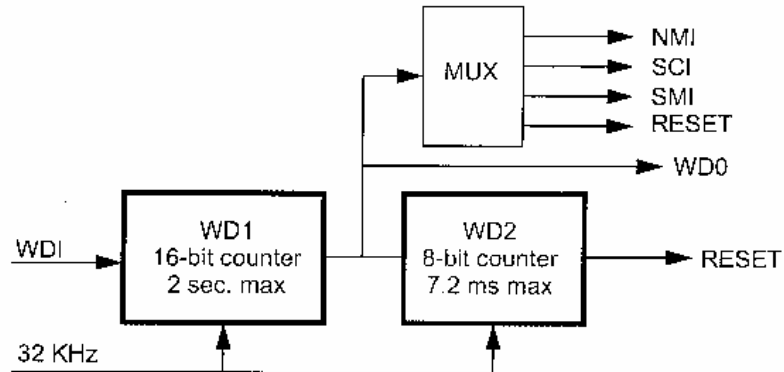 NMI
MUX
SCI
SMI
RESET
WD0
WD1
16-bit counter
2 sec. max
WD2
8-bit counter
7.2 ms max
WDI
RESET
32 KHz